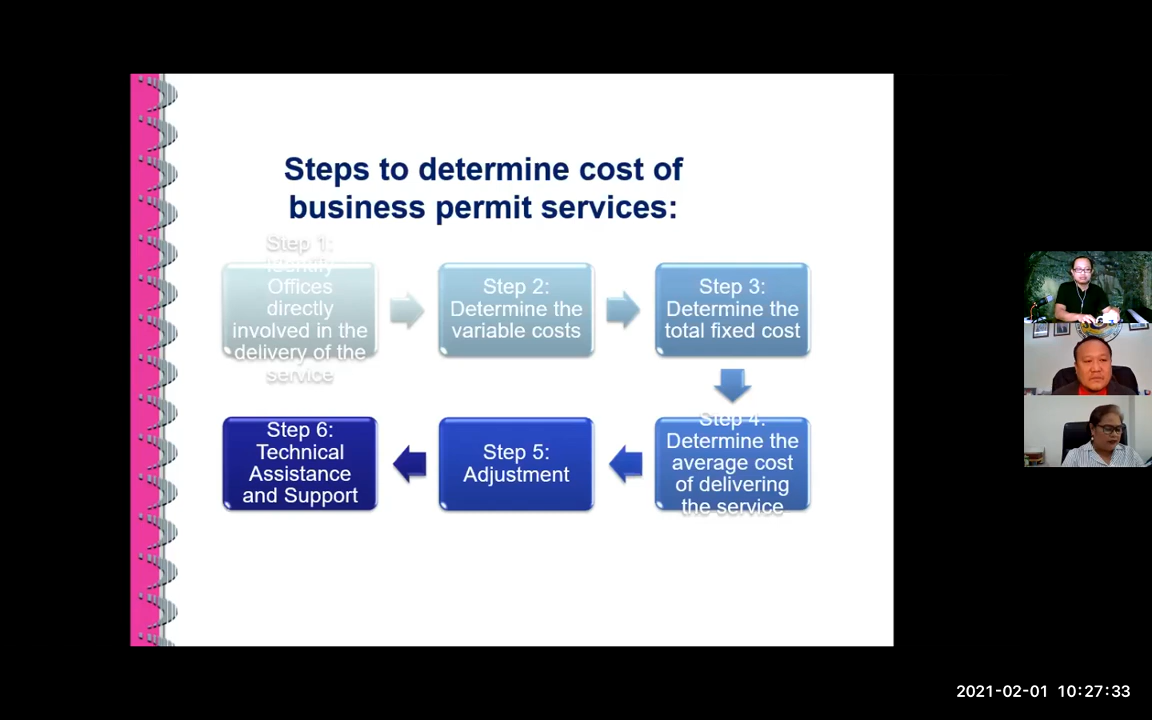 Steps to determine cost of
business permit services:
Step 1:
Identify
Offices
directly
involved in the
delivery of the
service
Step 2:
Determine the
variable costs
Step 3:
Determine the
total fixed cost
Step 4:
Determine the
average cost
of delivering
the service
Step 5:
Adjustment
Step 6:
Technical
Assistance
and Support
2021-02-01 10:27:33